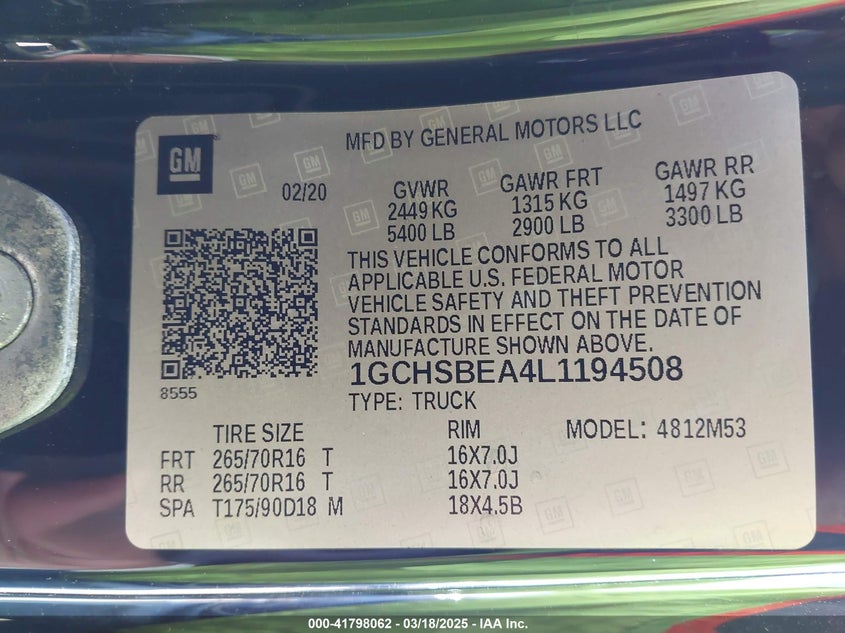 MFD BY GENERAL MOTORS LLC
GM
02/20
GVWR GAWR FRT GAWR RR
2449 KG 1315 KG 1497 KG
5400 LB 2900 LB 3300 LB
THIS VEHICLE CONFORMS TO ALL
APPLICABLE U.S. FEDERAL MOTOR
VEHICLE SAFETY AND THEFT PREVENTION
STANDARDS IN EFFECT ON THE DATE OF
MANUFACTURE SHOWN ABOVE.
8555
1GCHSBEA4L1194508
TYPE: TRUCK
TIRE SIZE RIM MODEL: 4812M53
FRT 265/70R16 T 16X7.0J
RR 265/70R16 T 16X7.0J
SPA T175/90D18 M 18X4.5B
000-41798062 / 03/18/2025 / IAA Inc.